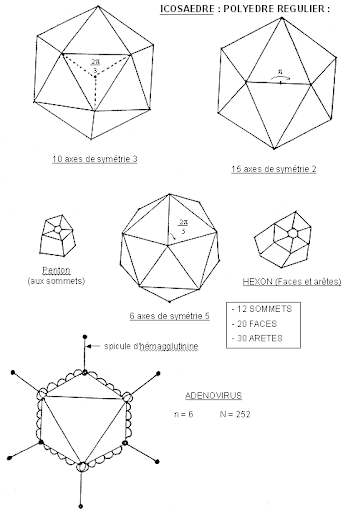 ICOSAEDRE : POLYEDRE REGULIER :
2π
3
π
10 axes de symétrie 3
15 axes de symétrie 2
2π
5
Penton
(aux sommets)
HEXON (Faces et arêtes)
6 axes de symétrie 5
- 12 SOMMETS
- 20 FACES
- 30 ARETES
spicule d'hémagglutinine
ADENOVIRUS
n = 6 N = 252